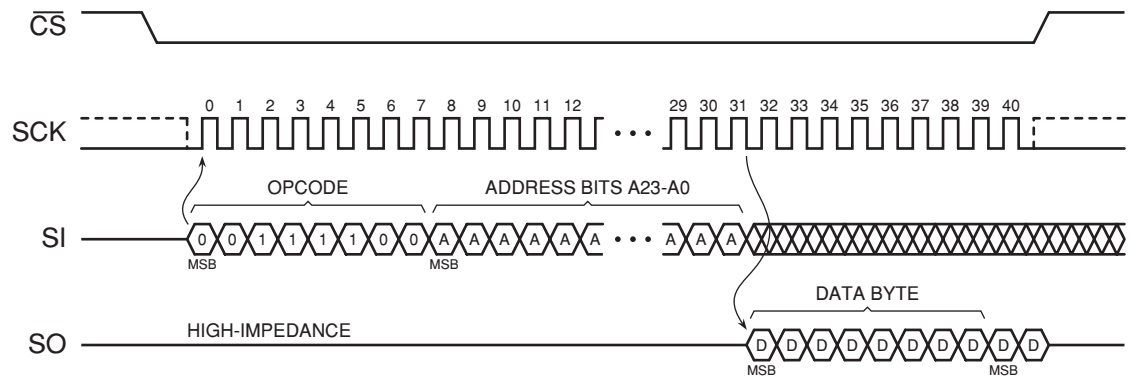 CS
0 1 2 3 4 5 6 7 8 9 10 11 12 29 30 31 32 33 34 35 36 37 38 39 40
SCK
OPCODE ADDRESS BITS A23-A0
SI 0 0 1 1 1 1 0 0 A A A A A A A A A
MSB MSB
DATA BYTE
HIGH-IMPEDANCE
SO D D D D D D D D D D
MSB MSB